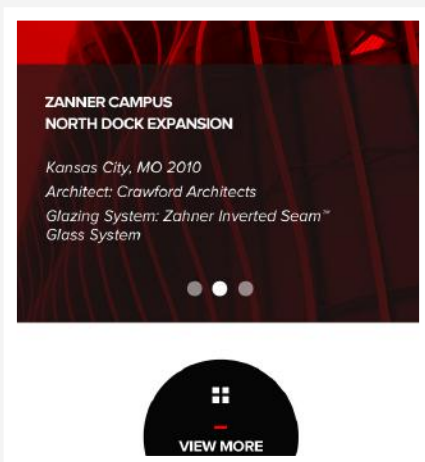 ZANNER CAMPUS
NORTH DOCK EXPANSION
Kansas City, MO 2010
Architect: Crawford Architects
Glazing System: Zahner Inverted Seam™
Glass System
VIEW MORE